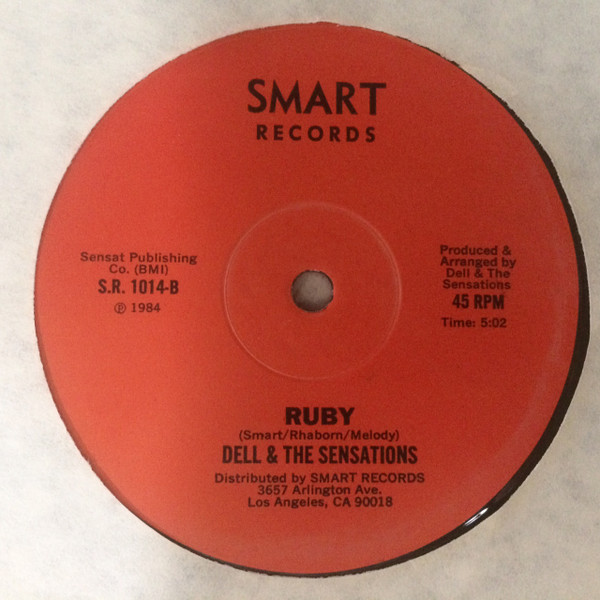 SMART
RECORDS
Sensat Publishing
Co. (BMI)
S.R. 1014-B
℗ 1984
Produced &
Arranged by
Dell & The
Sensations
45 RPM
Time: 5:02
RUBY
(Smart/Rhaborn/Melody)
DELL & THE SENSATIONS
Distributed by SMART RECORDS
3657 Arlington Ave.
Los Angeles, CA 90018